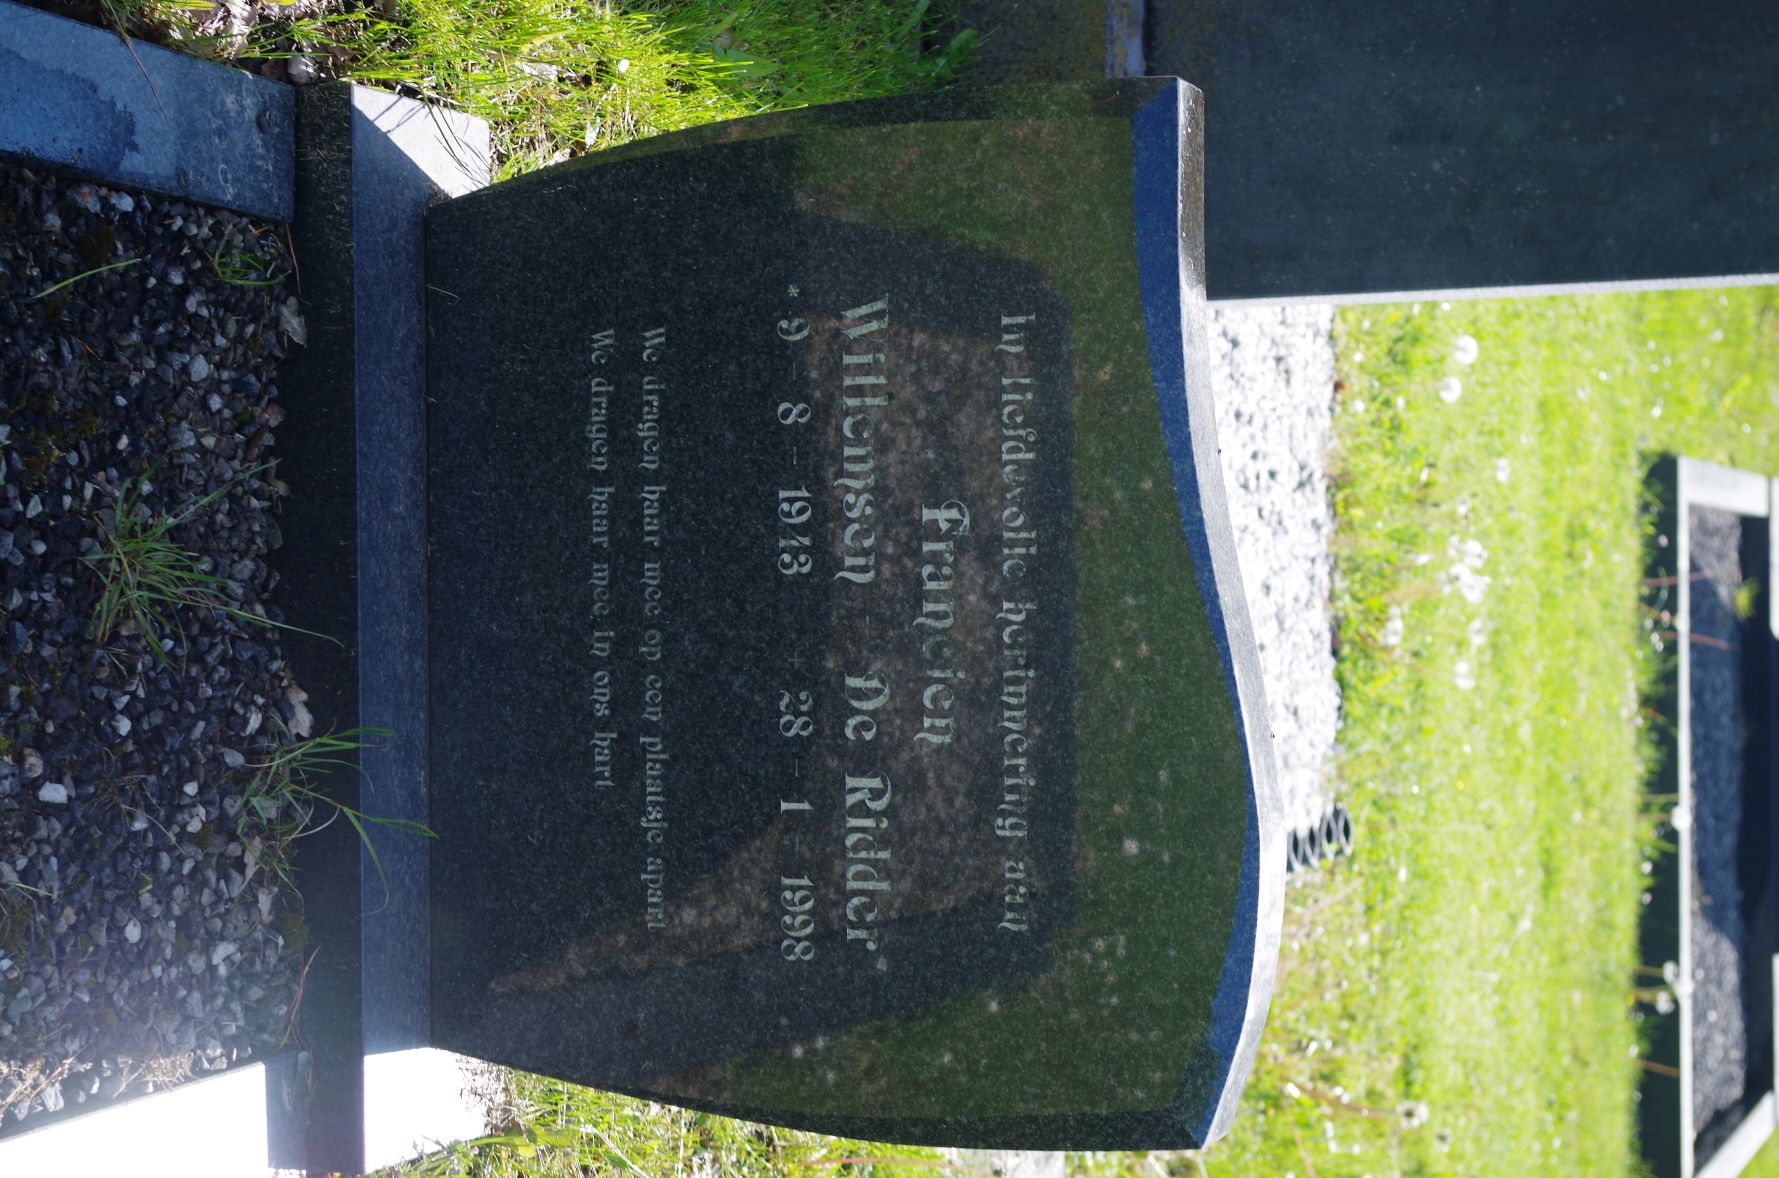 In liefdevolle herinnering aan
Francien
Willemsen - De Ridder
* 9 - 8 - 1943 + 28 - 1 - 1998
We dragen haar mee op een plaatsje apart
We dragen haar mee in ons hart